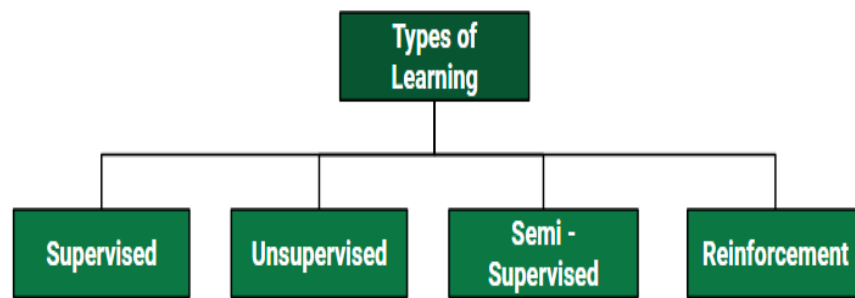 Types of
Learning
Supervised
Unsupervised
Semi -
Supervised
Reinforcement